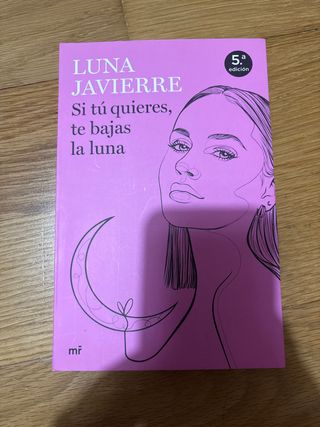 LUNA
JAVIERRE
Si tú quieres,
te bajas
la luna
5.ª
edición
mr